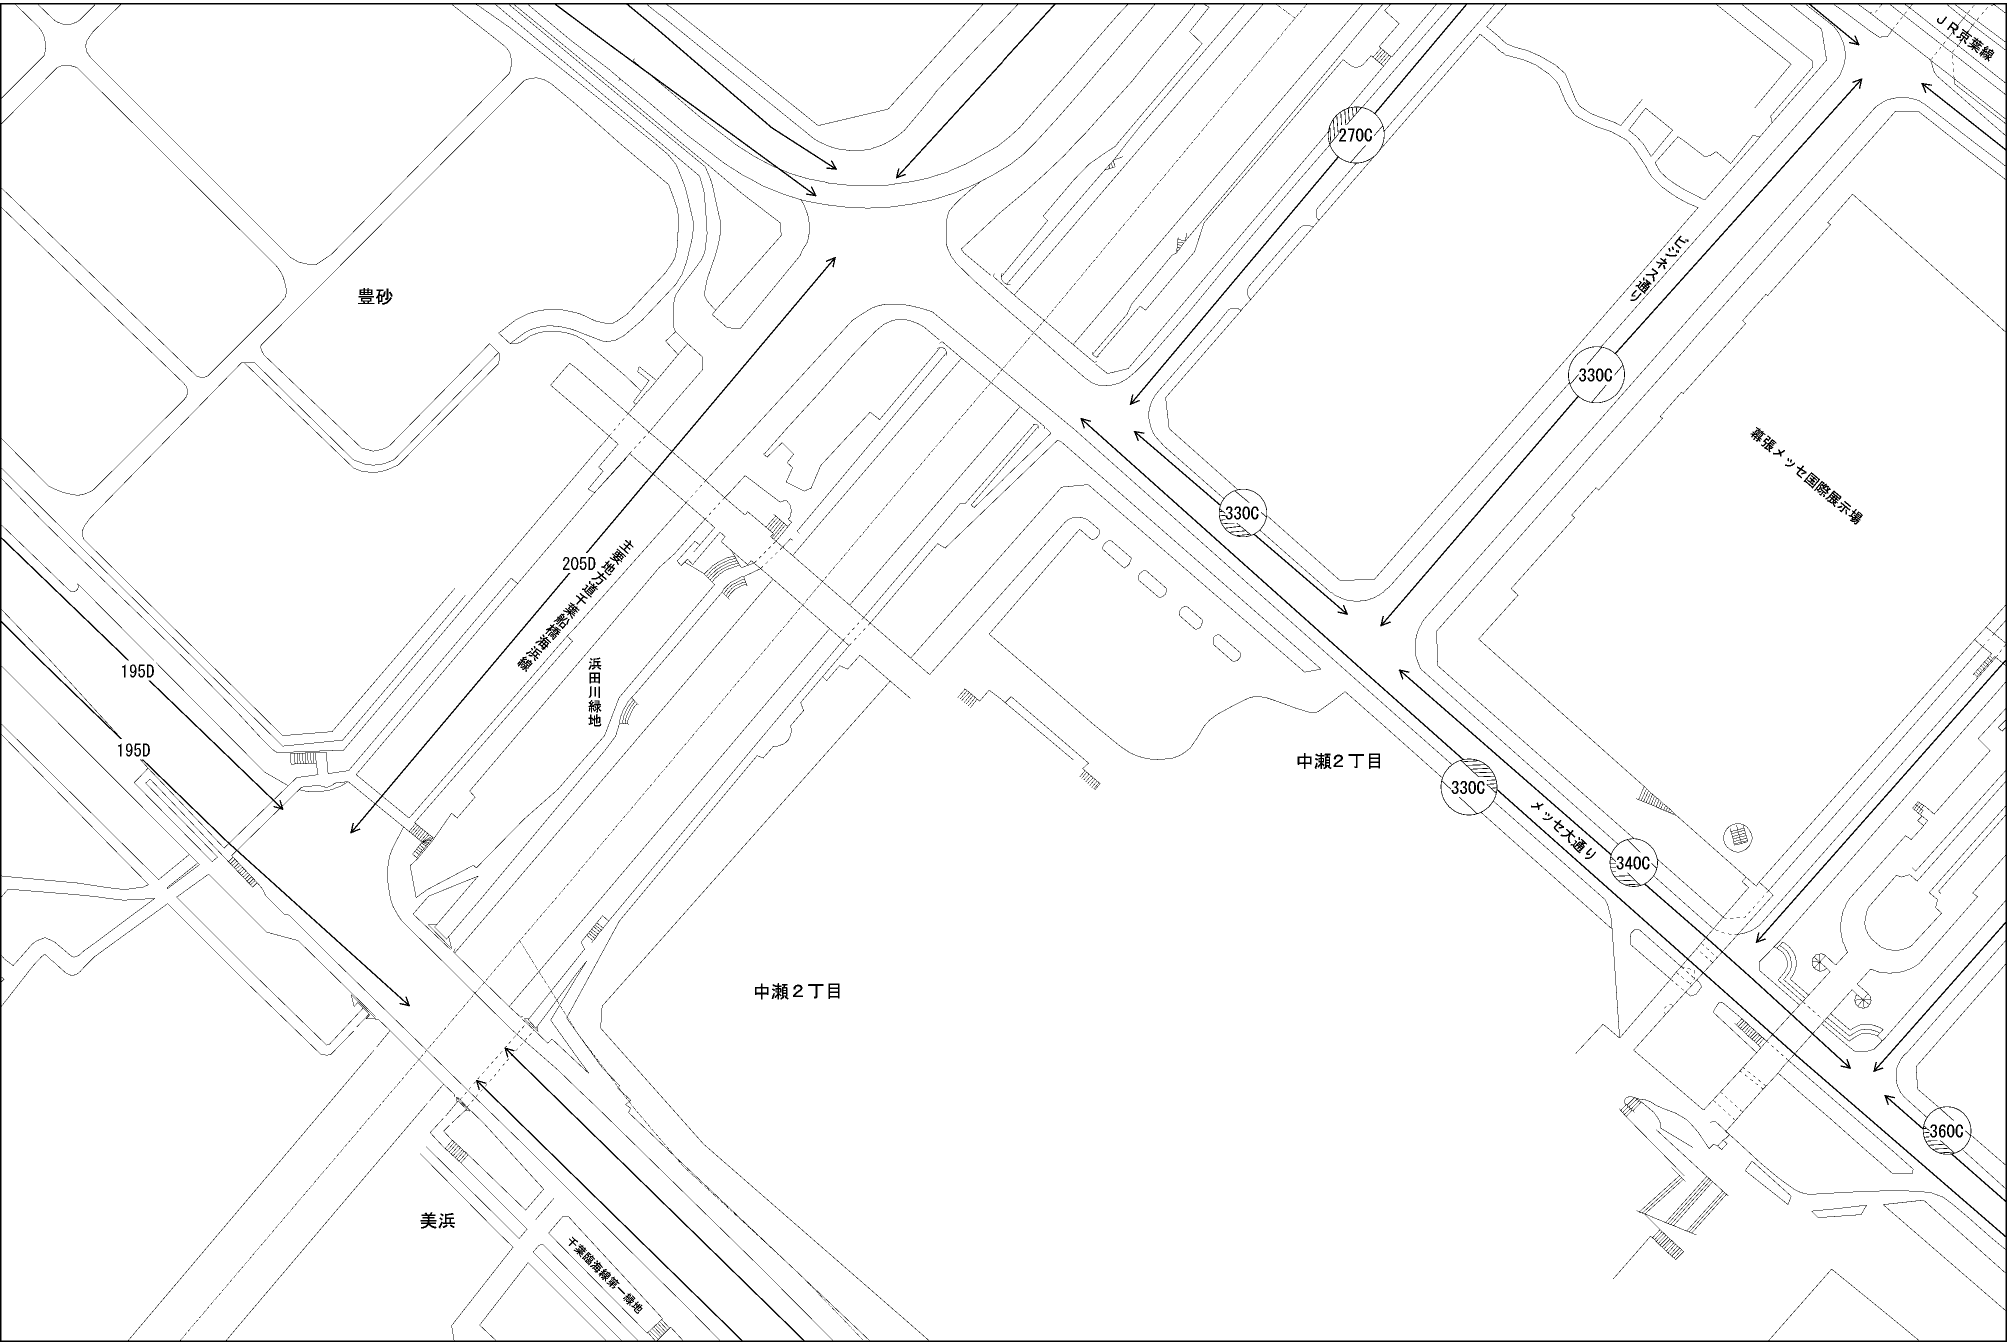 JR京葉線
270C
ビジネス通り
豊砂
330C
幕張メッセ国際展示場
330C
205D
主要地方道千葉船橋海浜線
195D
浜田川緑地
195D
中瀬2丁目
330C
メッセ大通り
340C
中瀬2丁目
360C
美浜
千葉臨海線第一緑地